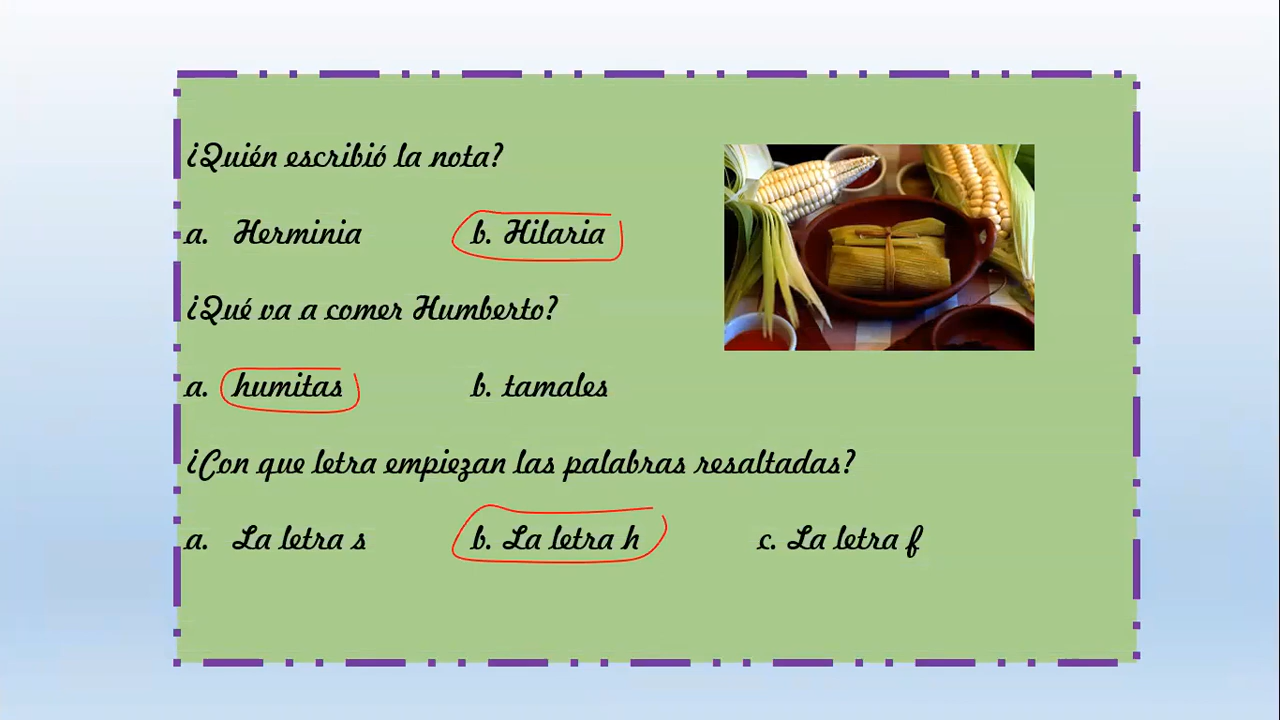 ¿Quién escribió la nota?
a. Herminia b. Hilaria
¿Qué va a comer Humberto?
a. humitas b. tamales
¿Con que letra empiezan las palabras resaltadas?
a. La letra s b. La letra h c. La letra f